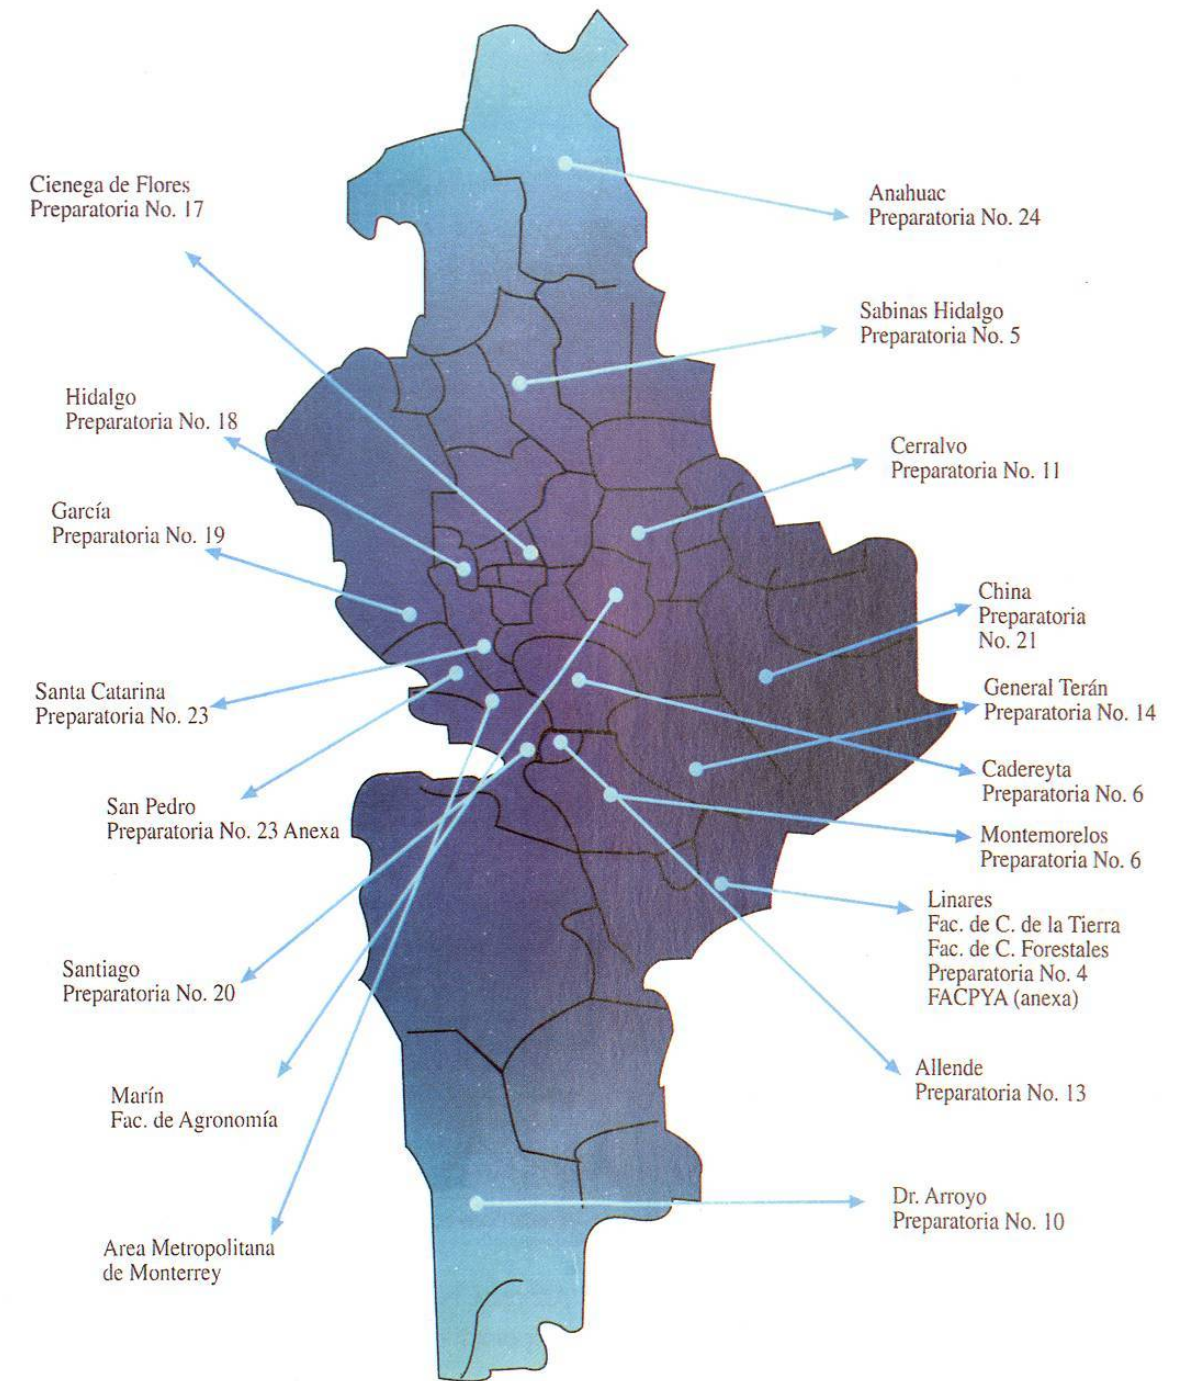 Cienega de Flores
Preparatoria No. 17
Hidalgo
Preparatoria No. 18
García
Preparatoria No. 19
Santa Catarina
Preparatoria No. 23
San Pedro
Preparatoria No. 23 Anexa
Santiago
Preparatoria No. 20
Marín
Fac. de Agronomía
Area Metropolitana
de Monterrey
Anahuac
Preparatoria No. 24
Sabinas Hidalgo
Preparatoria No. 5
Cerralvo
Preparatoria No. 11
China
Preparatoria
No. 21
General Terán
Preparatoria No. 14
Cadereyta
Preparatoria No. 6
Montemorelos
Preparatoria No. 6
Linares
Fac. de C. de la Tierra
Fac. de C. Forestales
Preparatoria No. 4
FACPYA (anexa)
Allende
Preparatoria No. 13
Dr. Arroyo
Preparatoria No. 10